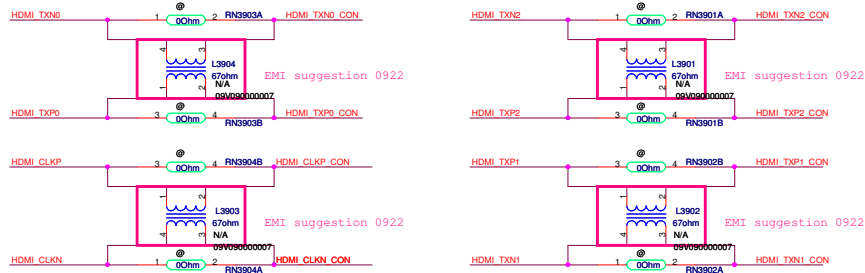 @
HDMI_TXN0 1 0Ohm 2 RN3903A HDMI_TXN0_CON
4 3
L3904
67ohm
N/A
09V090000007
1 2
EMI suggestion 0922
@
HDMI_TXP0 3 0Ohm 4 RN3903B HDMI_TXP0_CON
@
HDMI_TXN2 1 0Ohm 2 RN3901A HDMI_TXN2_CON
4 3
L3901
67ohm
N/A
09V090000007
1 2
EMI suggestion 0922
@
HDMI_TXP2 3 0Ohm 4 RN3901B HDMI_TXP2_CON
@
HDMI_CLKP 3 0Ohm 4 RN3904B HDMI_CLKP_CON
1 2
L3903
67ohm
N/A
09V090000007
4 3
EMI suggestion 0922
@
HDMI_CLKN 1 0Ohm 2 RN3904A HDMI_CLKN_CON
@
HDMI_TXP1 3 0Ohm 4 RN3902B HDMI_TXP1_CON
1 2
L3902
67ohm
N/A
09V090000007
4 3
EMI suggestion 0922
@
HDMI_TXN1 1 0Ohm 2 RN3902A HDMI_TXN1_CON